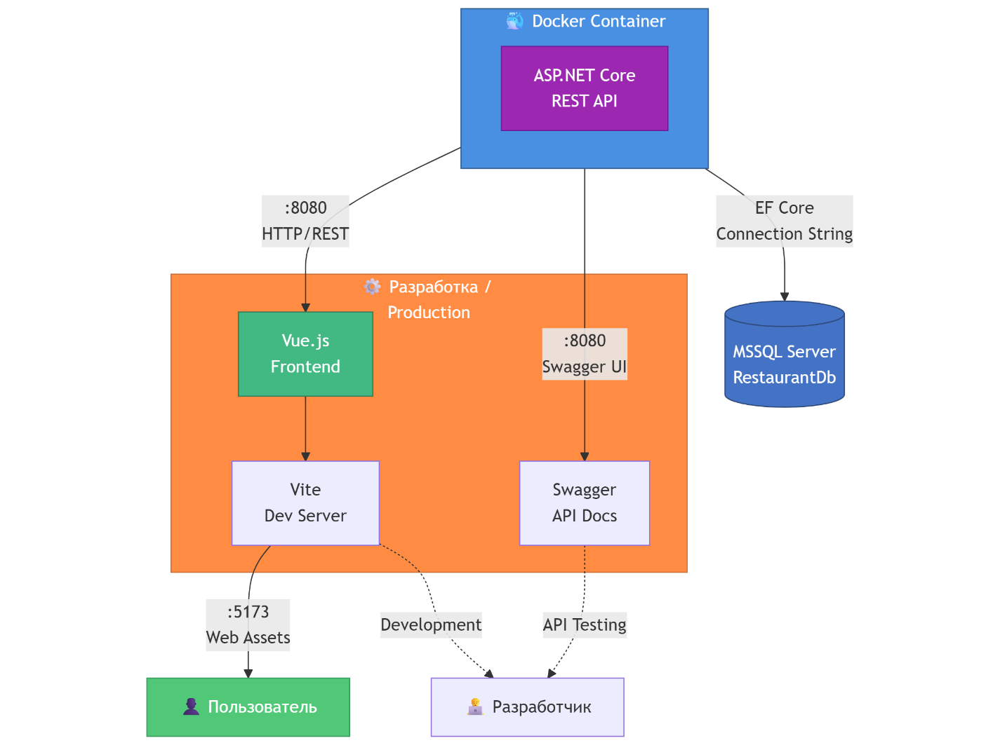 🐳 Docker Container
ASP.NET Core
REST API
:8080
HTTP/REST
EF Core
Connection String
⚙️ Разработка /
Production
Vue.js
Frontend
:8080
Swagger UI
MSSQL Server
RestaurantDb
Vite
Dev Server
Swagger
API Docs
:5173
Web Assets
Development
API Testing
👤 Пользователь
🧑‍💻 Разработчик